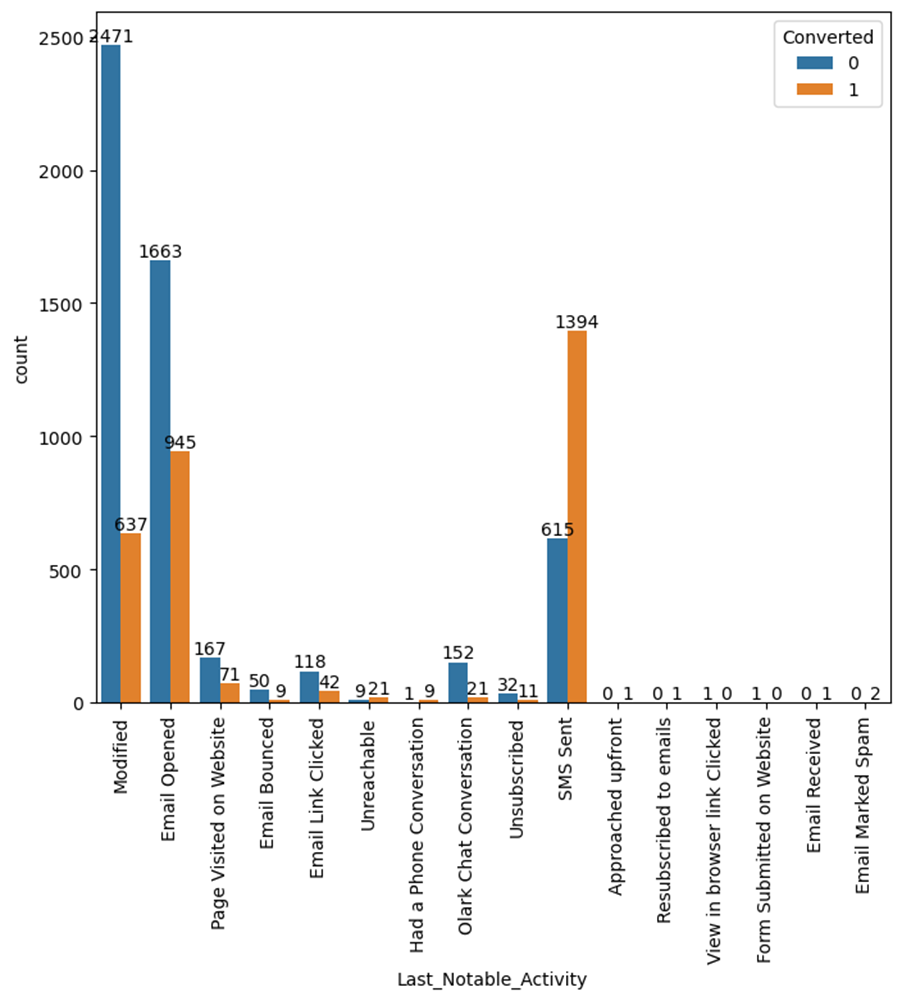 Converted
0
1
count
2500
2000
1500
1000
500
0
2471
637
1663
945
167
71
50
9
118
42
9
21
1
9
152
21
32
11
615
1394
0
1
0
1
1
0
1
0
0
1
0
2
Modified
Email Opened
Page Visited on Website
Email Bounced
Email Link Clicked
Unreachable
Had a Phone Conversation
Olark Chat Conversation
Unsubscribed
SMS Sent
Approached upfront
Resubscribed to emails
View in browser link Clicked
Form Submitted on Website
Email Received
Email Marked Spam
Last_Notable_Activity